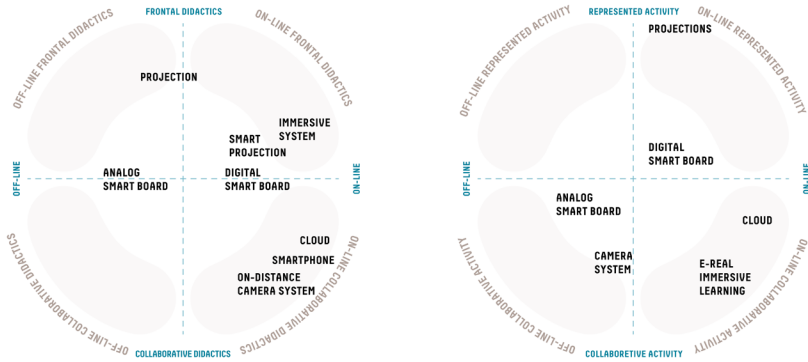 FRONTAL DIDACTICS
OFF-LINE FRONTAL DIDACTICS
ON-LINE FRONTAL DIDACTICS
PROJECTION
IMMERSIVE
SYSTEM
SMART
PROJECTION
OFF-LINE
ANALOG
SMART BOARD
DIGITAL
SMART BOARD
ON-LINE
CLOUD
SMARTPHONE
ON-DISTANCE
CAMERA SYSTEM
OFF-LINE COLLABORATIVE DIDACTICS
ON-LINE COLLABORATIVE DIDACTICS
COLLABORATIVE DIDACTICS
REPRESENTED ACTIVITY
OFF-LINE REPRESENTED ACTIVITY
ON-LINE REPRESENTED ACTIVITY
PROJECTIONS
DIGITAL
SMART BOARD
OFF-LINE
ON-LINE
ANALOG
SMART BOARD
CLOUD
CAMERA
SYSTEM
E-REAL
IMMERSIVE
LEARNING
OFF-LINE COLLABORATIVE ACTIVITY
ON-LINE COLLABORATIVE ACTIVITY
COLLABORETIVE ACTIVITY